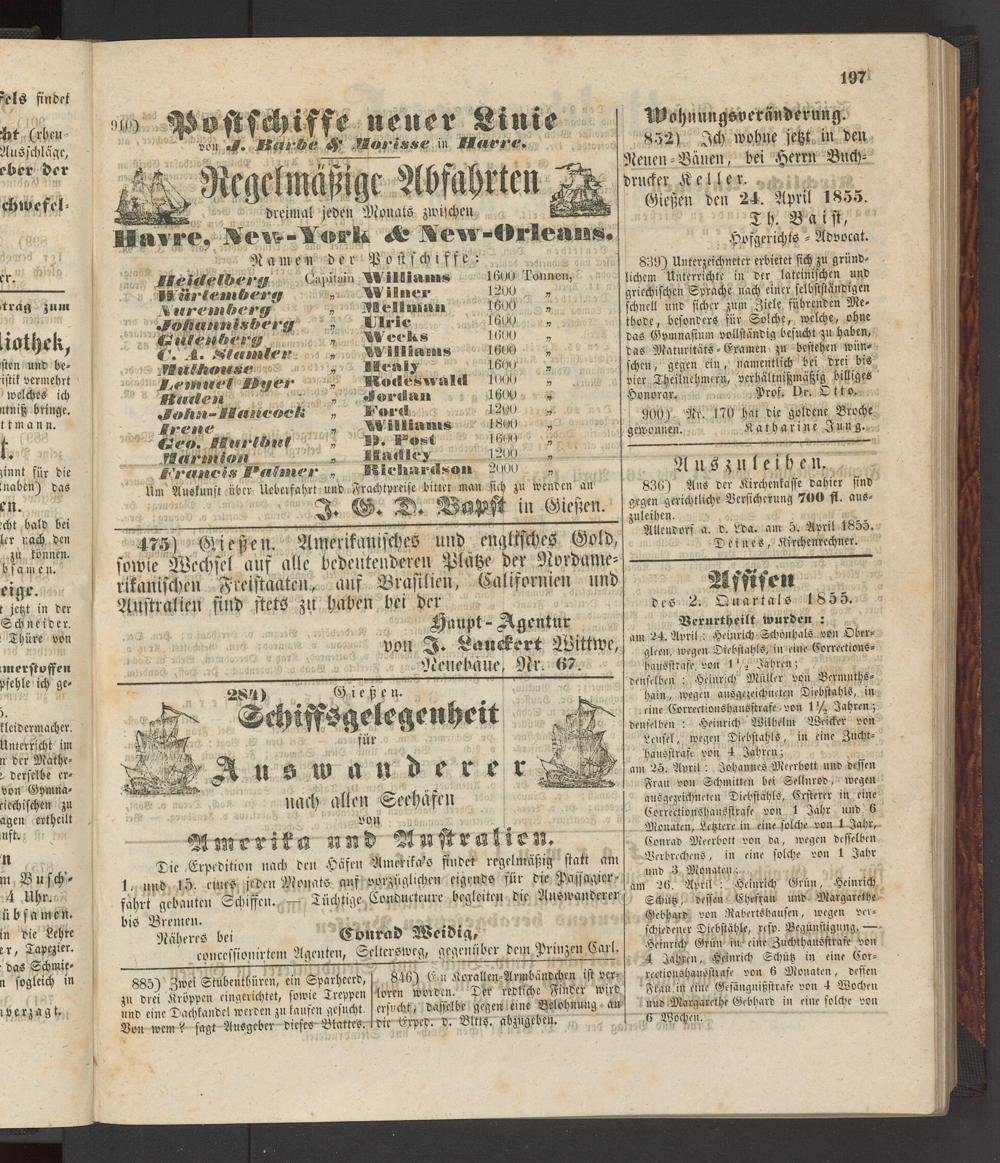 197
910) Postschiffe neuer Linie
von J. Barbe & Morisse in Havre.
Regelmäßige Abfahrten
dreimal jeden Monats zwischen
Havre, New-York & New-Orleans.
Namen der Postschiffe:
Heidelberg Capitain Williams 1600 Tonnen,
Würtemberg „ Wilner 1200 „
Nuremberg „ Mellman 1600 „
Johannisberg „ Ulric 1600 „
Gutenberg „ Weeks 1600 „
C. A. Stamler „ Williams 1600 „
Mulhouse „ Healy 1600 „
Lemuel Dyer „ Rodeswald 1000 „
Baden „ Jordan 1600 „
John-Hancock „ Ford 1200 „
Irene „ Williams 1800 „
Geo. Hurlbut „ D. Post 1600 „
Marmion „ Hadley 1200 „
Francis Palmer „ Richardson 2000 „
Um Auskunft über Ueberfahrt und Frachtpreise bittet man sich zu wenden an
J. G. D. Bapst in Gießen.
475) Gießen. Amerikanisches und englisches Gold,
sowie Wechsel auf alle bedeutenderen Plätze der Nordame-
rikanischen Freistaaten, auf Brasilien, Californien und
Australien sind stets zu haben bei der
Haupt-Agentur
von J. Lanckert Wittwe,
Neuebäue, Nr. 67.
284) Gießen.
Schiffsgelegenheit
für
Auswanderer
nach allen Seehäfen
von
Amerika und Australien.
Die Expedition nach den Häfen Amerika's findet regelmäßig statt am
1. und 15. eines jeden Monats auf vorzüglichen eigends für die Passagier-
fahrt gebauten Schiffen. — Tüchtige Conducteure begleiten die Auswanderer
bis Bremen.
Näheres bei Conrad Weidig,
concessionirtem Agenten, Seltersweg, gegenüber dem Prinzen Carl.
885) Zwei Stubenthüren, ein Sparheerd,
zu drei Kröppen eingerichtet, sowie Treppen
und eine Dachkandel werden zu kaufen gesucht.
Von wem? sagt Ausgeber dieses Blattes.
846) Ein Korallen-Armbändchen ist ver-
loren worden. Der redliche Finder wird
ersucht, dasselbe gegen eine Belohnung an
die Exped. d. Blts. abzugeben.
Wohnungsveränderung.
852) Ich wohne jetzt in den
Neuen-Bäuen, bei Herrn Buch-
drucker Keller.
Gießen den 24. April 1855.
Th. Baist,
Hofgerichts-Advocat.
839) Unterzeichneter erbietet sich zu gründ-
lichem Unterrichte in der lateinischen und
griechischen Sprache nach einer selbstständigen
schnell und sicher zum Ziele führenden Me-
thode, besonders für Solche, welche, ohne
das Gymnasium vollständig besucht zu haben,
das Maturitäts-Examen zu bestehen wün-
schen, gegen ein, namentlich bei drei bis
vier Theilnehmern, verhältnißmäßig billiges
Honorar. Prof. Dr. Otto.
900) Nr. 170 hat die goldene Broche
gewonnen. Katharine Jung.
Auszuleihen.
836) Aus der Kirchenkasse dahier sind
gegen gerichtliche Versicherung 700 fl. aus-
zuleihen.
Allendorf a. d. Lda. am 5. April 1855.
Deines, Kirchenrechner.
Assisen
des 2. Quartals 1855.
Verurtheilt wurden:
am 24. April: Heinrich Schönhals von Ober-
gleen, wegen Diebstahls, in eine Corrections-
hausstrafe von 1½ Jahren;
denselben: Heinrich Müller von Bermuths-
hain, wegen ausgezeichneten Diebstahls, in
eine Correctionshausstrafe von 1¼ Jahren;
denselben: Heinrich Wilhelm Weicker von
Leusel, wegen Diebstahls, in eine Zucht-
hausstrafe von 4 Jahren;
am 25. April: Johannes Meerbott und dessen
Frau von Schmitten bei Sellnrod, wegen
ausgezeichneten Diebstahls, Ersterer in eine
Correctionshausstrafe von 1 Jahr und 6
Monaten, Letztere in eine solche von 1 Jahr,
Conrad Meerbott von da, wegen desselben
Verbrechens, in eine solche von 1 Jahr
und 3 Monaten:
am 26. April: Heinrich Grün, Heinrich
Schütz, dessen Ehefrau und Margarethe
Gebhard von Rabertshausen, wegen ver-
schiedener Diebstähle, resp. Begünstigung, —
Heinrich Grün in eine Zuchthausstrafe von
4 Jahren, Heinrich Schütz in eine Cor-
rectionshausstrafe von 6 Monaten, dessen
Frau in eine Gefängnißstrafe von 4 Wochen
und Margarethe Gebhard in eine solche von
6 Wochen.